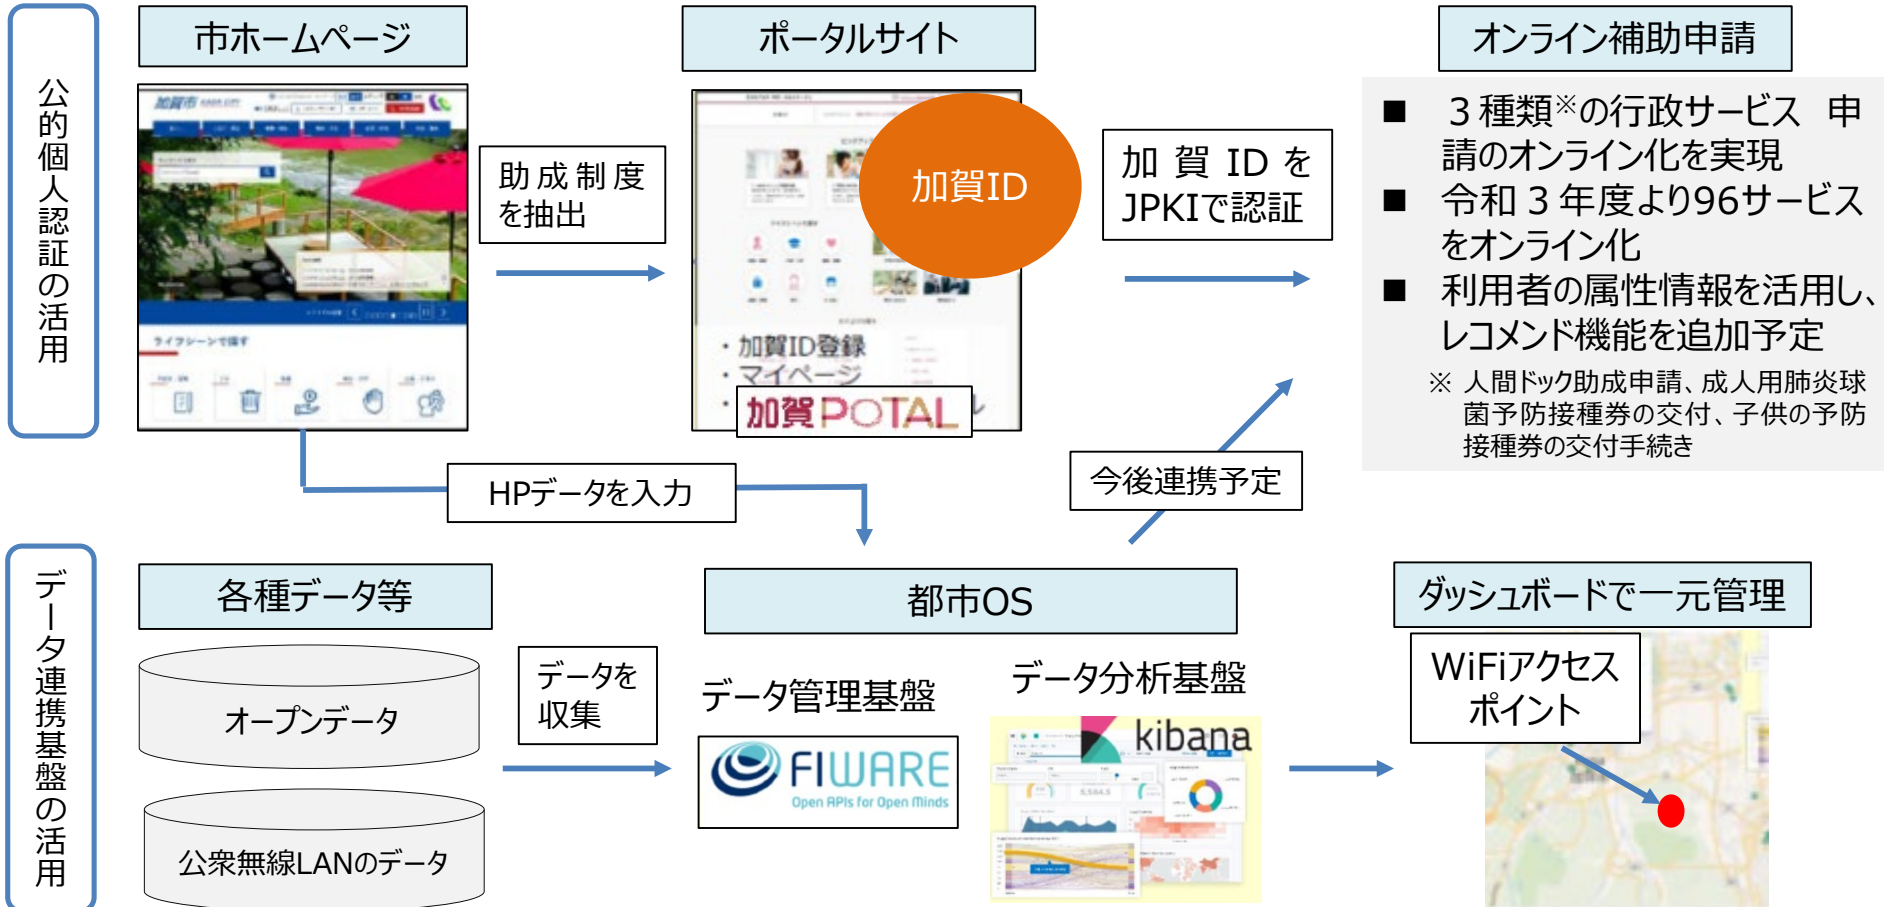 公的個人認証の活用
市ホームページ
加賀市 KAGA CITY
ライフシーンで探す
助成制度
を抽出
ポータルサイト
加賀ID
・加賀ID登録
・マイページ
加賀POTAL
加賀IDを
JPKIで認証
オンライン補助申請
■ 3種類※の行政サービス 申
請のオンライン化を実現
■ 令和3年度より96サービス
をオンライン化
■ 利用者の属性情報を活用し、
レコメンド機能を追加予定
※ 人間ドック助成申請、成人用肺炎球
菌予防接種券の交付、子供の予防
接種券の交付手続き
HPデータを入力
今後連携予定
データ連携基盤の活用
各種データ等
オープンデータ
公衆無線LANのデータ
データを
収集
都市OS
データ管理基盤
FIWARE
Open APIs for Open Minds
データ分析基盤
kibana
ダッシュボードで一元管理
WiFiアクセス
ポイント